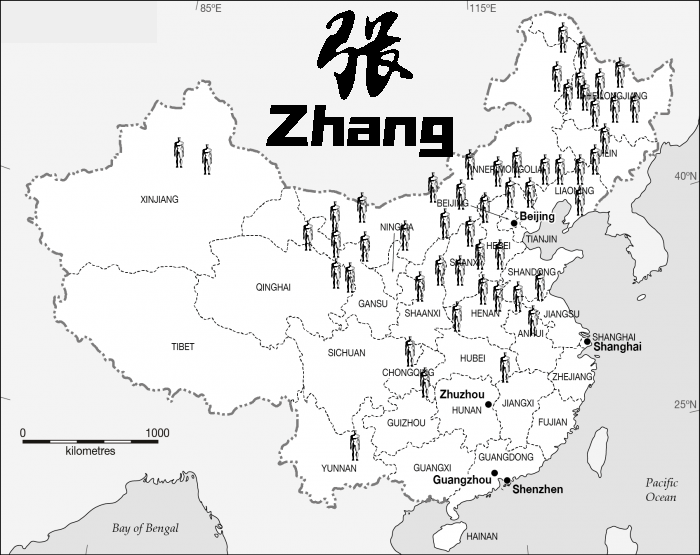 85°E
115°E
张
Zhang
HEILONGJIANG
JILIN
INNER MONGOLIA
40°N
LIAONING
XINJIANG
BEIJING
Beijing
NINGXIA
TIANJIN
HEBEI
SHANXI
SHANDONG
QINGHAI
GANSU
SHAANXI
HENAN
JIANGSU
ANHUI
SHANGHAI
Shanghai
TIBET
SICHUAN
HUBEI
CHONGQING
ZHEJIANG
Zhuzhou
HUNAN
JIANGXI
25°N
GUIZHOU
FUJIAN
0
1000
kilometres
YUNNAN
GUANGXI
GUANGDONG
Guangzhou
Shenzhen
Pacific
Ocean
Bay of Bengal
HAINAN